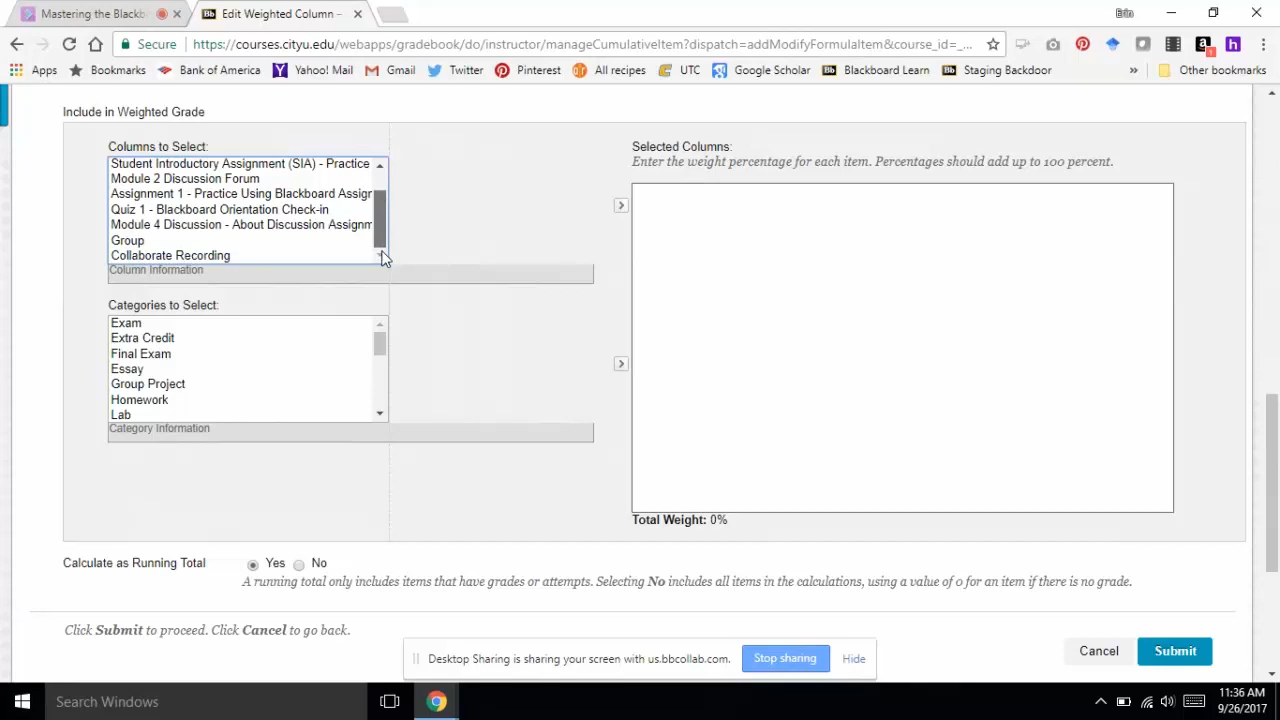 Mastering the Blackb
Edit Weighted Column –
Erin
Secure
https://courses.cityu.edu/webapps/gradebook/do/instructor/manageCumulativeItem?dispatch=addModifyFormulaItem&course_id=_...
Apps
Bookmarks
Bank of America
Yahoo! Mail
Gmail
Twitter
Pinterest
All recipes
UTC
Google Scholar
Blackboard Learn
Staging Backdoor
»
Other bookmarks
Include in Weighted Grade
Columns to Select:
Student Introductory Assignment (SIA) - Practice
Module 2 Discussion Forum
Assignment 1 - Practice Using Blackboard Assigr
Quiz 1 - Blackboard Orientation Check-in
Module 4 Discussion - About Discussion Assignm
Group
Collaborate Recording
Column Information
Categories to Select:
Exam
Extra Credit
Final Exam
Essay
Group Project
Homework
Lab
Category Information
Selected Columns:
Enter the weight percentage for each item. Percentages should add up to 100 percent.
Total Weight: 0%
Calculate as Running Total
Yes
No
A running total only includes items that have grades or attempts. Selecting No includes all items in the calculations, using a value of 0 for an item if there is no grade.
Click Submit to proceed. Click Cancel to go back.
Cancel
Submit
Desktop Sharing is sharing your screen with us.bbcollab.com.
Stop sharing
Hide
Search Windows
11:36 AM
9/26/2017